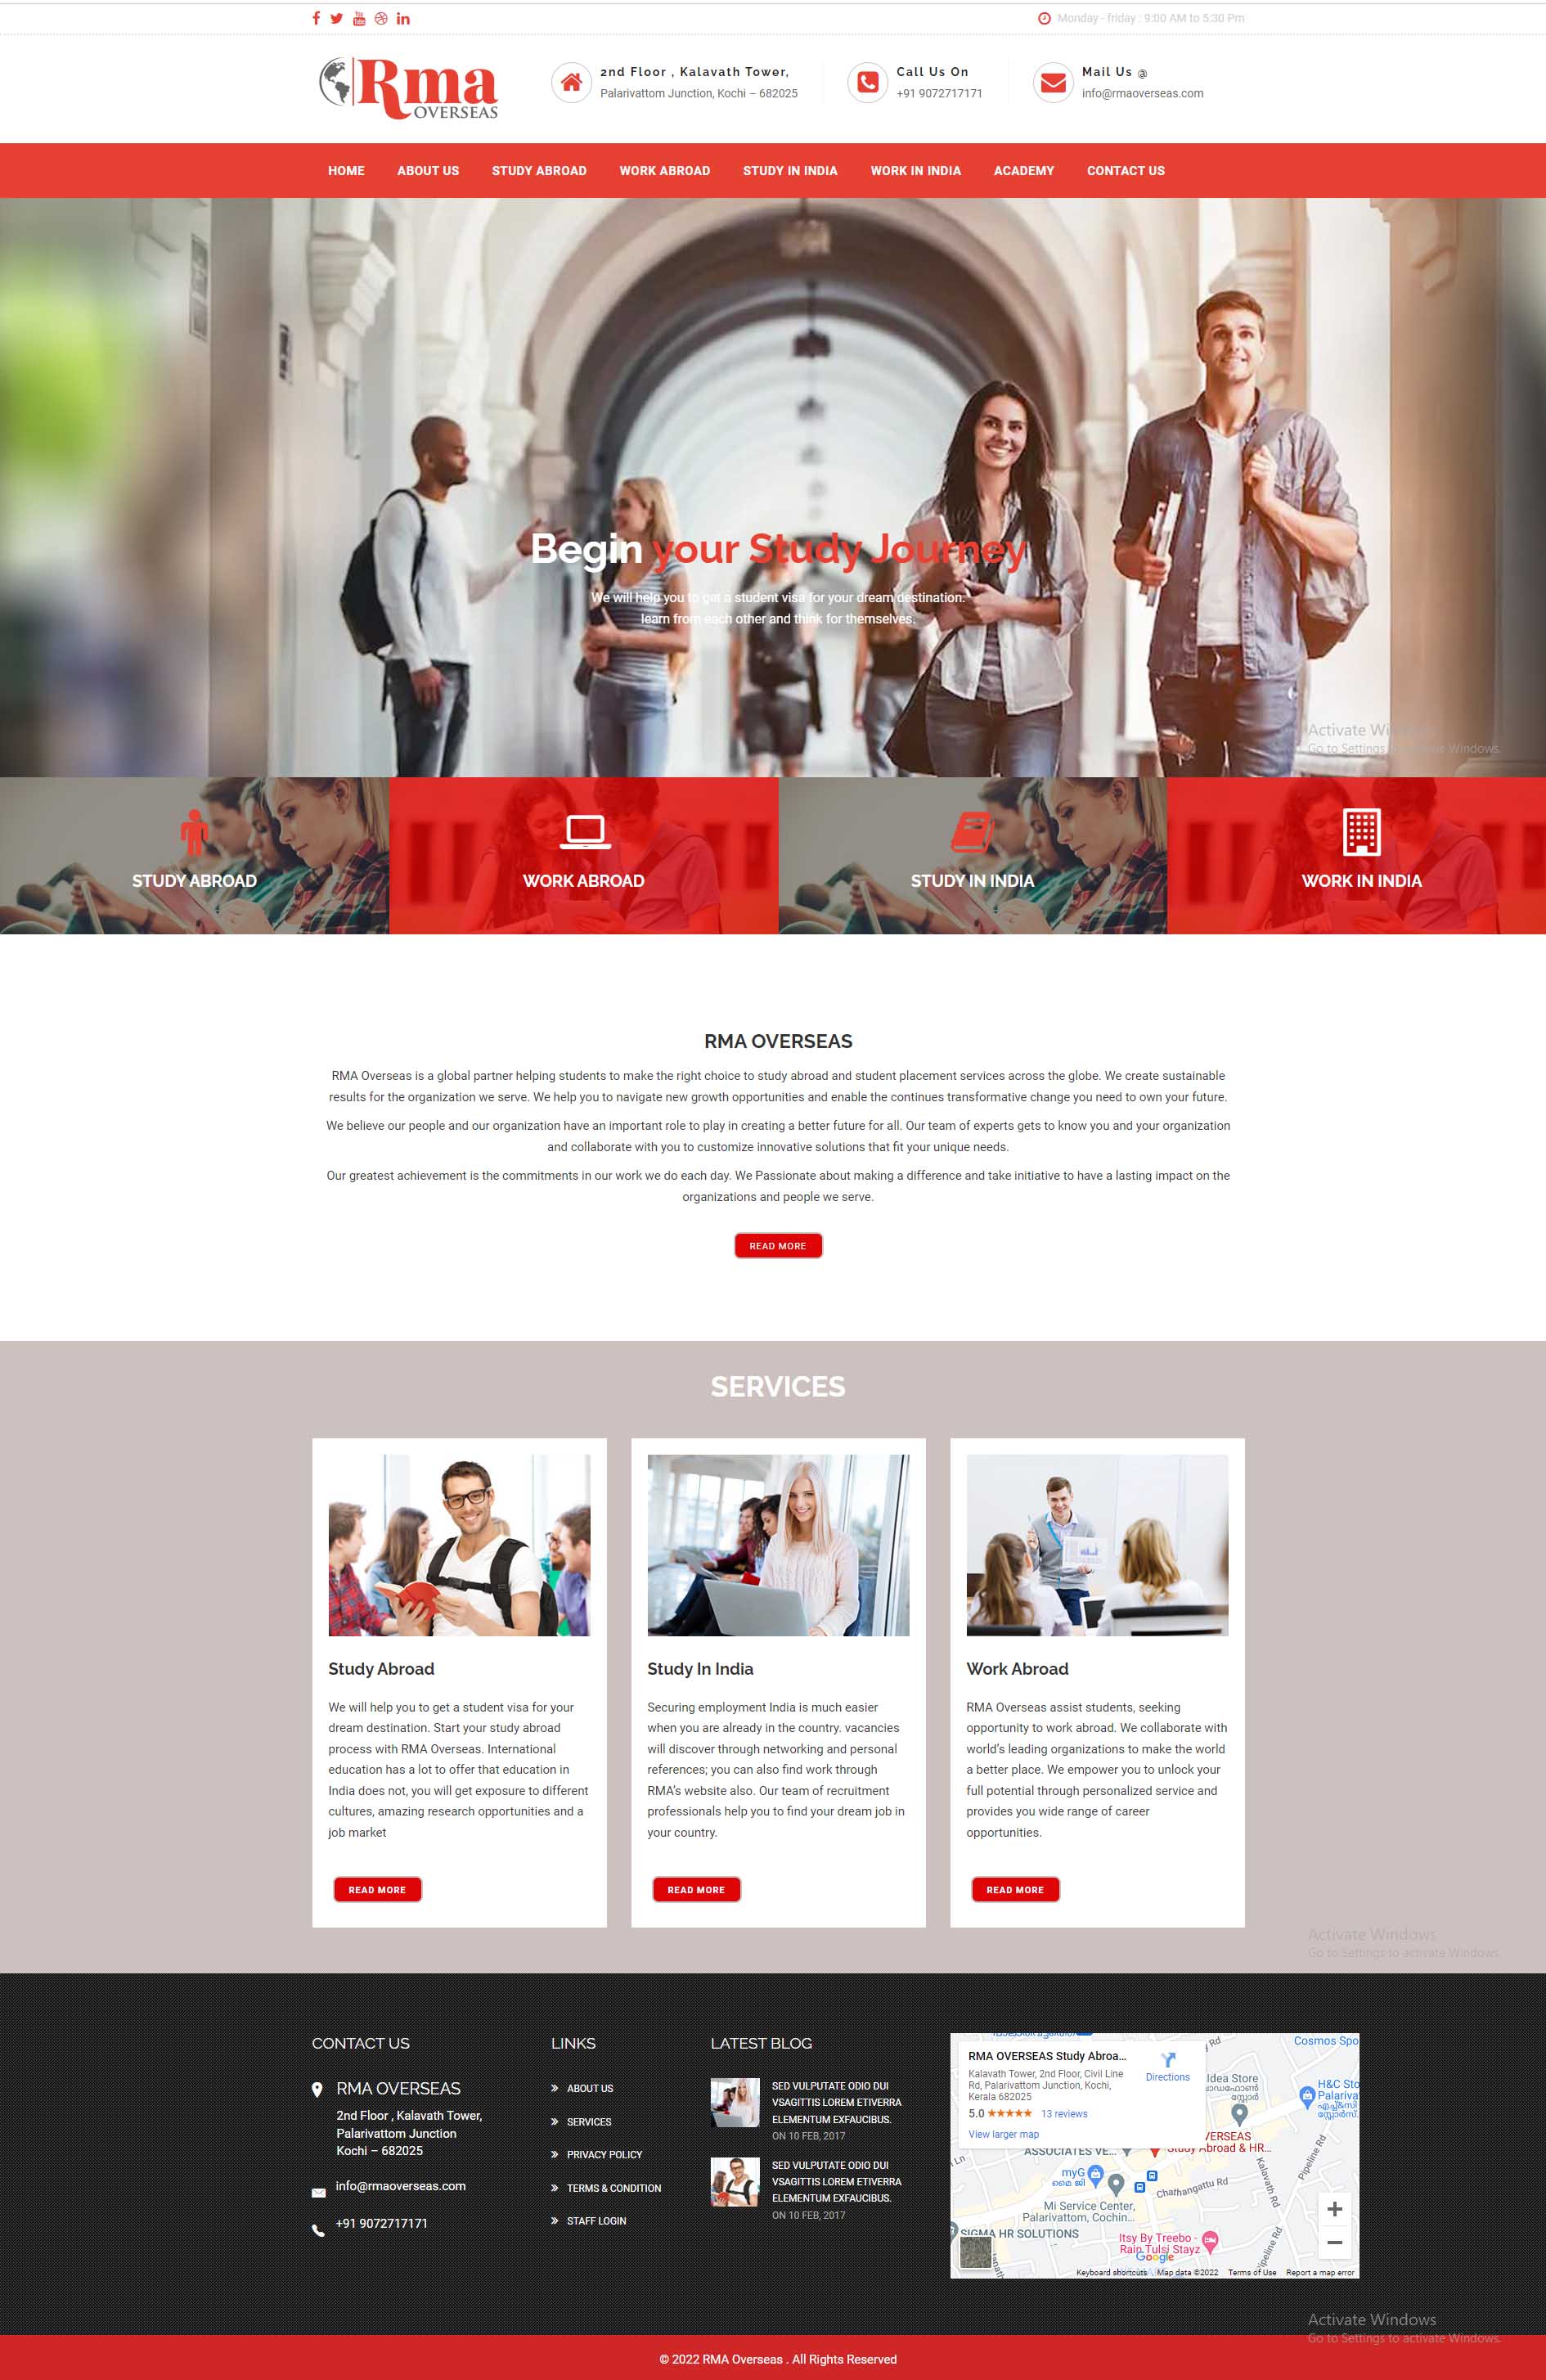 Monday - friday : 9:00 AM to 5:30 Pm
Rma
OVERSEAS
2nd Floor , Kalavath Tower,
Palarivattom Junction, Kochi – 682025
Call Us On
+91 9072717171
Mail Us @
info@rmaoverseas.com
HOME ABOUT US STUDY ABROAD WORK ABROAD STUDY IN INDIA WORK IN INDIA ACADEMY CONTACT US
Begin your Study Journey
We will help you to get a student visa for your dream destination.
learn from each other and think for themselves.
Activate Windows
Go to Settings to activate Windows.
STUDY ABROAD
WORK ABROAD
STUDY IN INDIA
WORK IN INDIA
RMA OVERSEAS
RMA Overseas is a global partner helping students to make the right choice to study abroad and student placement services across the globe. We create sustainable
results for the organization we serve. We help you to navigate new growth opportunities and enable the continues transformative change you need to own your future.
We believe our people and our organization have an important role to play in creating a better future for all. Our team of experts gets to know you and your organization
and collaborate with you to customize innovative solutions that fit your unique needs.
Our greatest achievement is the commitments in our work we do each day. We Passionate about making a difference and take initiative to have a lasting impact on the
organizations and people we serve.
READ MORE
SERVICES
Study Abroad
We will help you to get a student visa for your
dream destination. Start your study abroad
process with RMA Overseas. International
education has a lot to offer that education in
India does not, you will get exposure to different
cultures, amazing research opportunities and a
job market
READ MORE
Study In India
Securing employment India is much easier
when you are already in the country. vacancies
will discover through networking and personal
references; you can also find work through
RMA's website also. Our team of recruitment
professionals help you to find your dream job in
your country.
READ MORE
Work Abroad
RMA Overseas assist students, seeking
opportunity to work abroad. We collaborate with
world's leading organizations to make the world
a better place. We empower you to unlock your
full potential through personalized service and
provides you wide range of career
opportunities.
READ MORE
Activate Windows
Go to Settings to activate Windows.
CONTACT US
RMA OVERSEAS
2nd Floor , Kalavath Tower,
Palarivattom Junction
Kochi – 682025
info@rmaoverseas.com
+91 9072717171
LINKS
ABOUT US
SERVICES
PRIVACY POLICY
TERMS & CONDITION
STAFF LOGIN
LATEST BLOG
SED VULPUTATE ODIO DUI
VSAGITTIS LOREM ETIVERRA
ELEMENTUM EXFAUCIBUS.
ON 10 FEB, 2017
SED VULPUTATE ODIO DUI
VSAGITTIS LOREM ETIVERRA
ELEMENTUM EXFAUCIBUS.
ON 10 FEB, 2017
RMA OVERSEAS Study Abroa...
Kalavath Tower, 2nd Floor, Civil Line
Rd, Palarivattom Junction, Kochi,
Kerala 682025
5.0 ★★★★★ 13 reviews
View larger map
Directions
Cosmos Spo
Idea Store
H&C Sto
Palariva
എച്ച്&സി
സ്റ്റോർസ്.
VERSEAS
Study Abroad & HR...
ASSOCIATES VE...
myG
മൈ ജി
Chathangattu Rd
Kalavath Rd
Pipeline Rd
Mi Service Center,
Palarivattom, Cochin...
SIGMA HR SOLUTIONS
Itsy By Treebo -
Rain Tulsi Stayz
Pipeline Rd
Google
Keyboard shortcuts Map data ©2022 Terms of Use Report a map error
Activate Windows
Go to Settings to activate Windows.
© 2022 RMA Overseas . All Rights Reserved